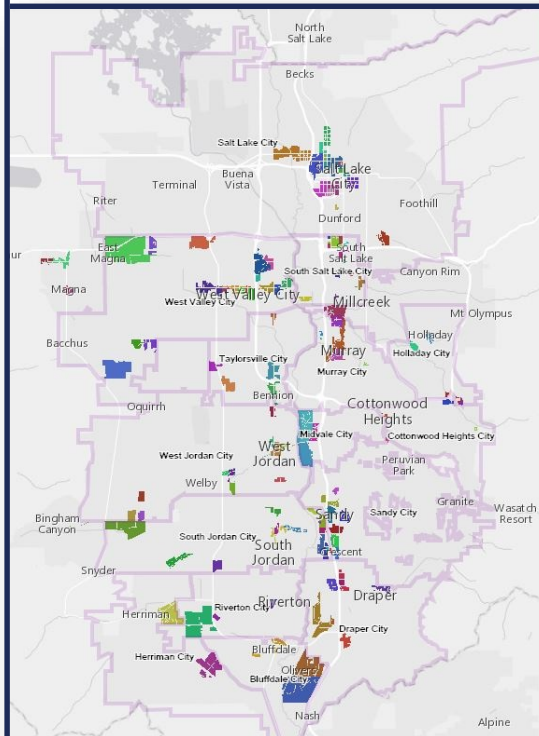 North
Salt Lake
Becks
Salt Lake City
Salt Lake
City
Buena
Vista
Terminal
Riter
Foothill
Dunford
East
Magna
South
Salt Lake
South Salt Lake City
Canyon Rim
Magna
West Valley City
West Valley City
Millcreek
Mt Olympus
Bacchus
Holladay
Holladay City
Murray
Murray City
Taylorsville City
Bennion
Oquirrh
Cottonwood
Heights
Cottonwood Heights City
Midvale City
West
Jordan
West Jordan City
Peruvian
Park
Welby
Granite
Wasatch
Resort
Sandy
Sandy City
Bingham
Canyon
South Jordan City
South
Jordan
Crescent
Snyder
Draper
Riverton
Riverton City
Herriman
Draper City
Bluffdale
Herriman City
Bluffdale City
Nash
Alpine